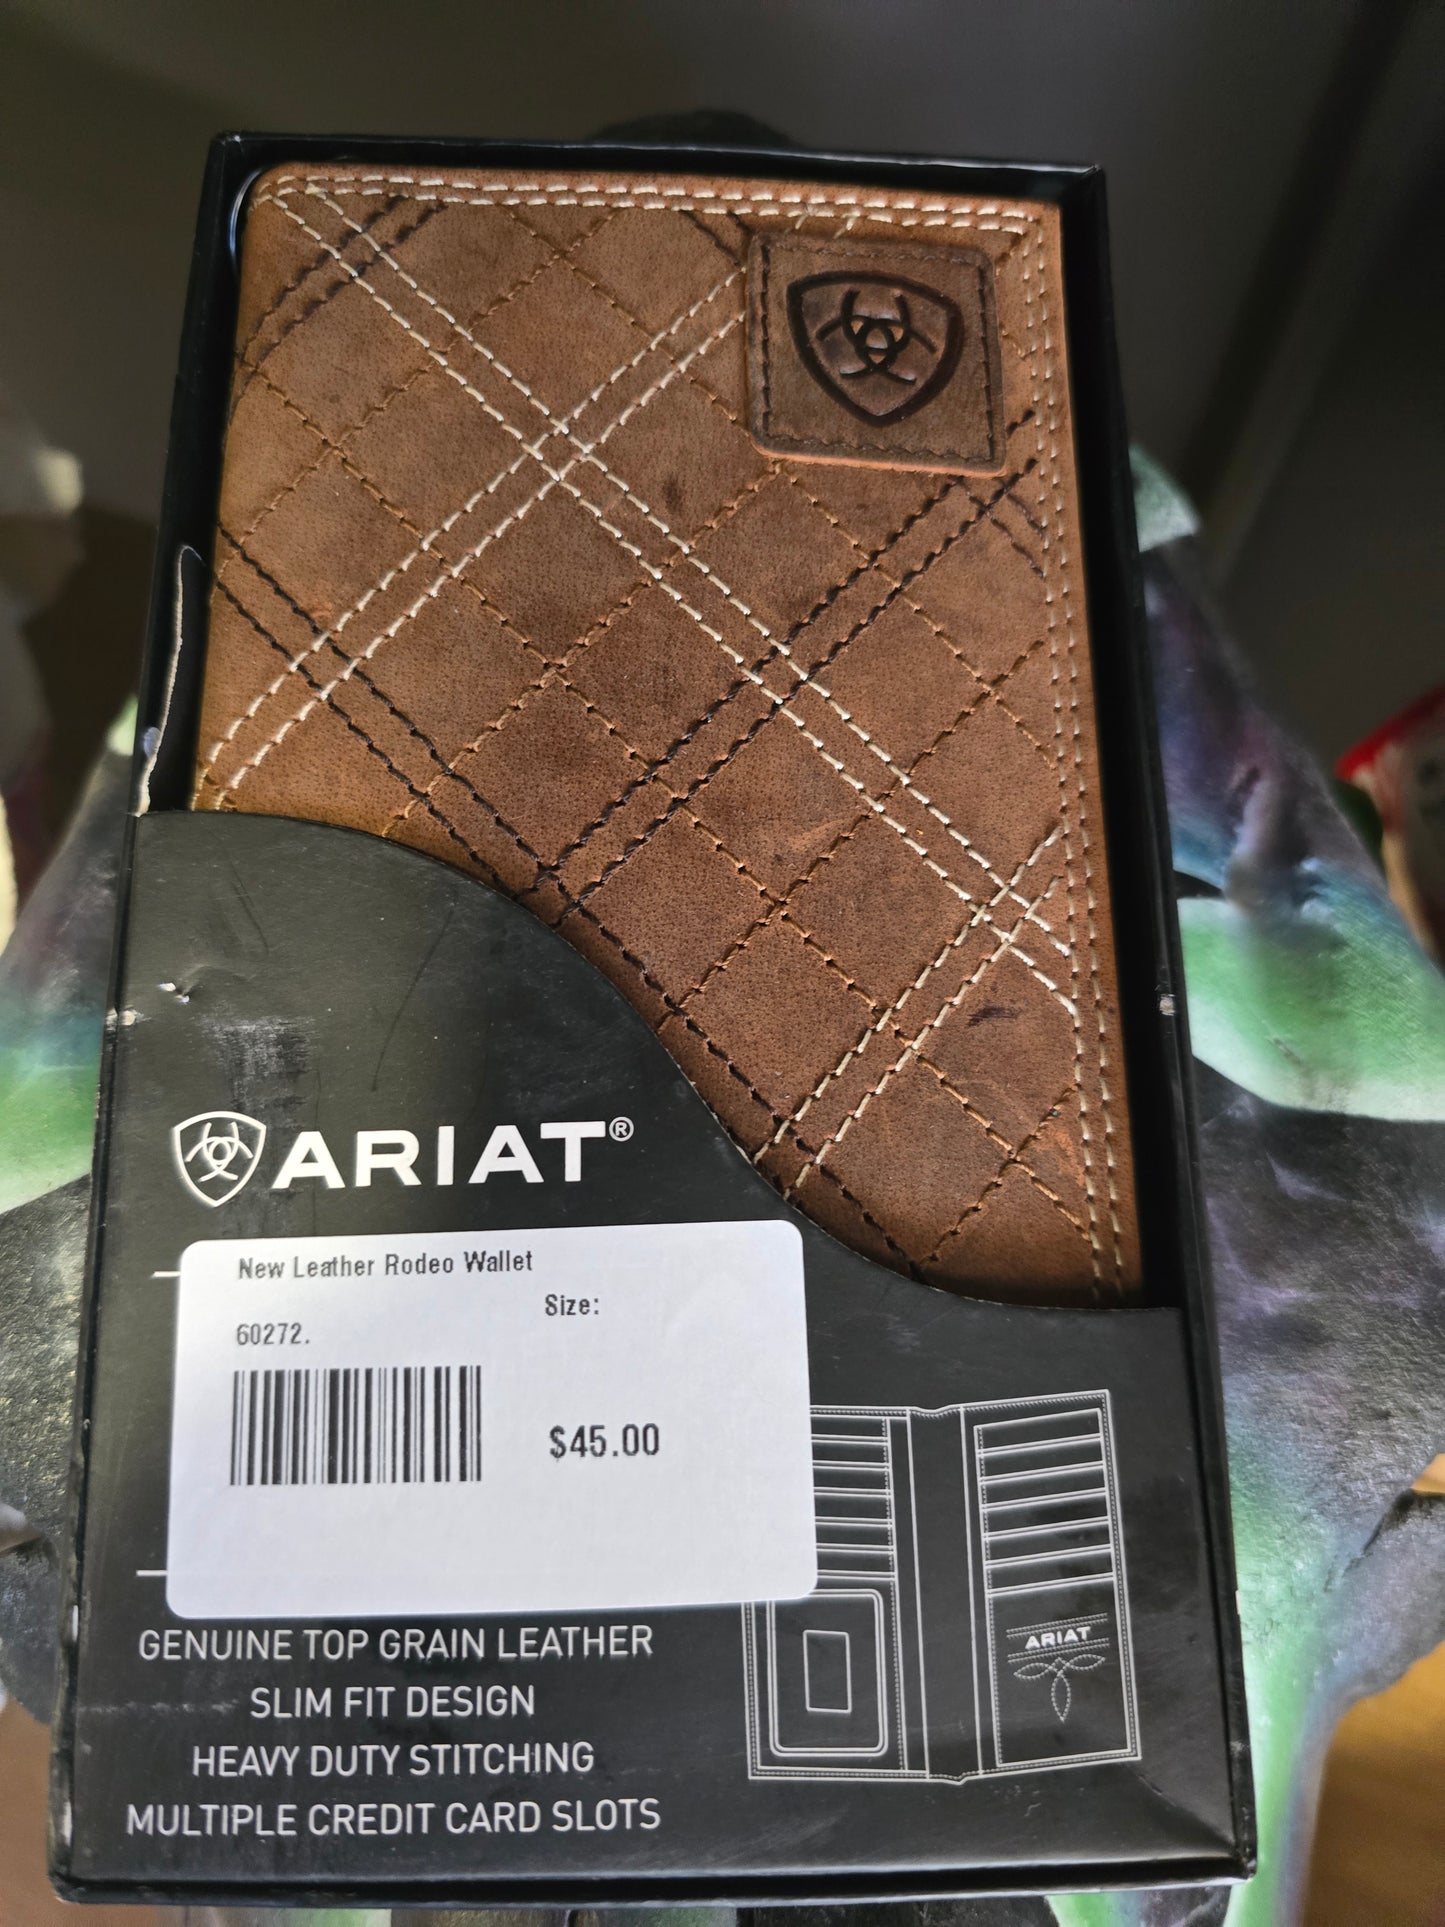 ARIAT®
New Leather Rodeo Wallet
Size:
60272.
$45.00
ARIAT
GENUINE TOP GRAIN LEATHER
SLIM FIT DESIGN
HEAVY DUTY STITCHING
MULTIPLE CREDIT CARD SLOTS